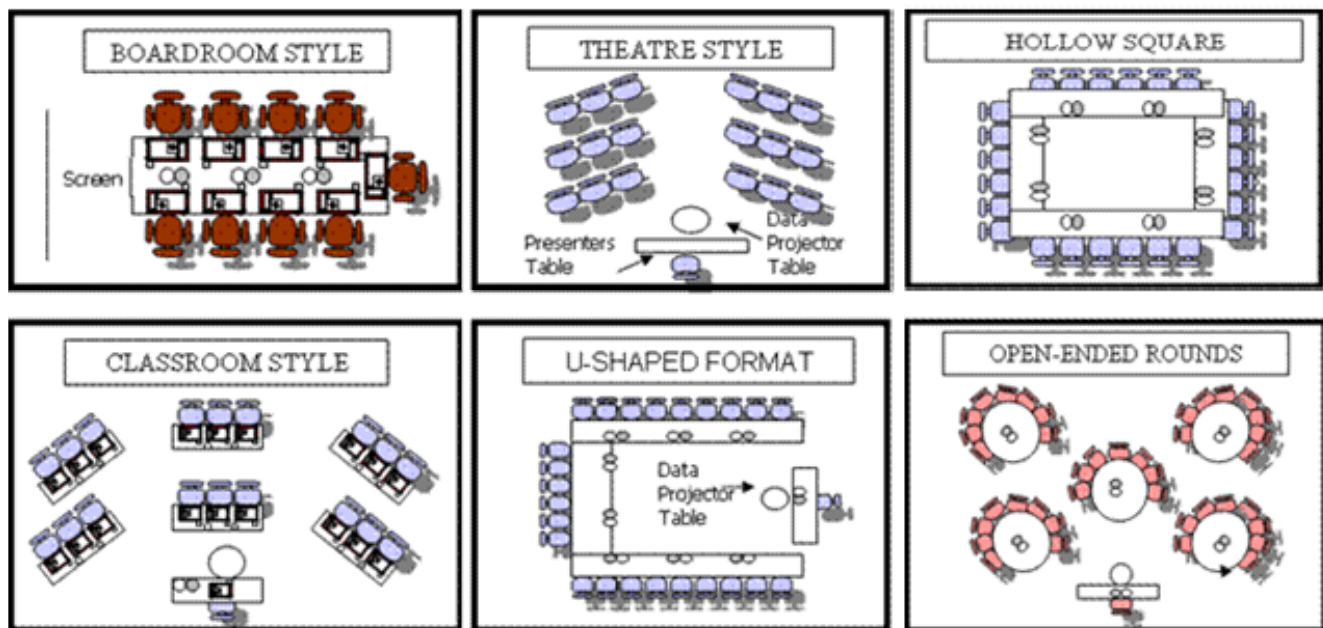 BOARDROOM STYLE
Screen
THEATRE STYLE
Presenters
Table
Data
Projector
Table
HOLLOW SQUARE
CLASSROOM STYLE
U-SHAPED FORMAT
Data
Projector
Table
OPEN-ENDED ROUNDS